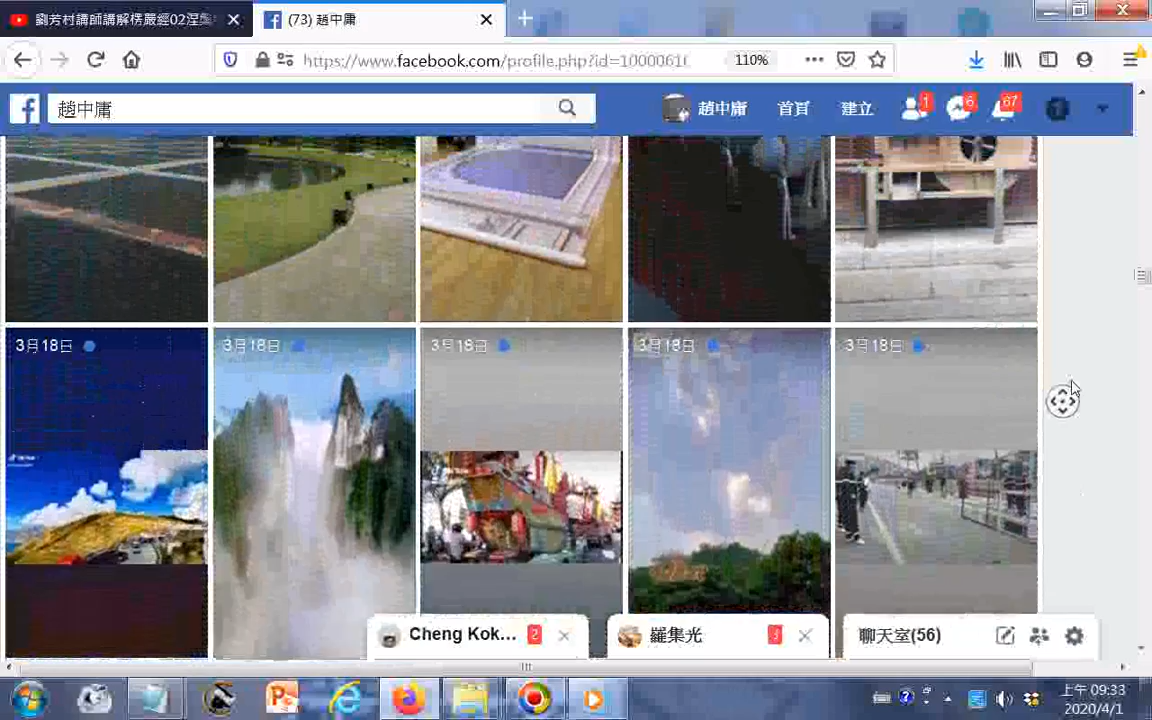 劉芳村講師講解楞嚴經02涅槃
(73) 趙中庸
https://www.facebook.com/profile.php?id=10000616
110%
趙中庸
趙中庸
首頁
建立
1
6
67
3月18日
3月18日
3月18日
3月18日
3月18日
Cheng Kok...
2
羅集光
3
聊天室(56)
上午 09:33
2020/4/1